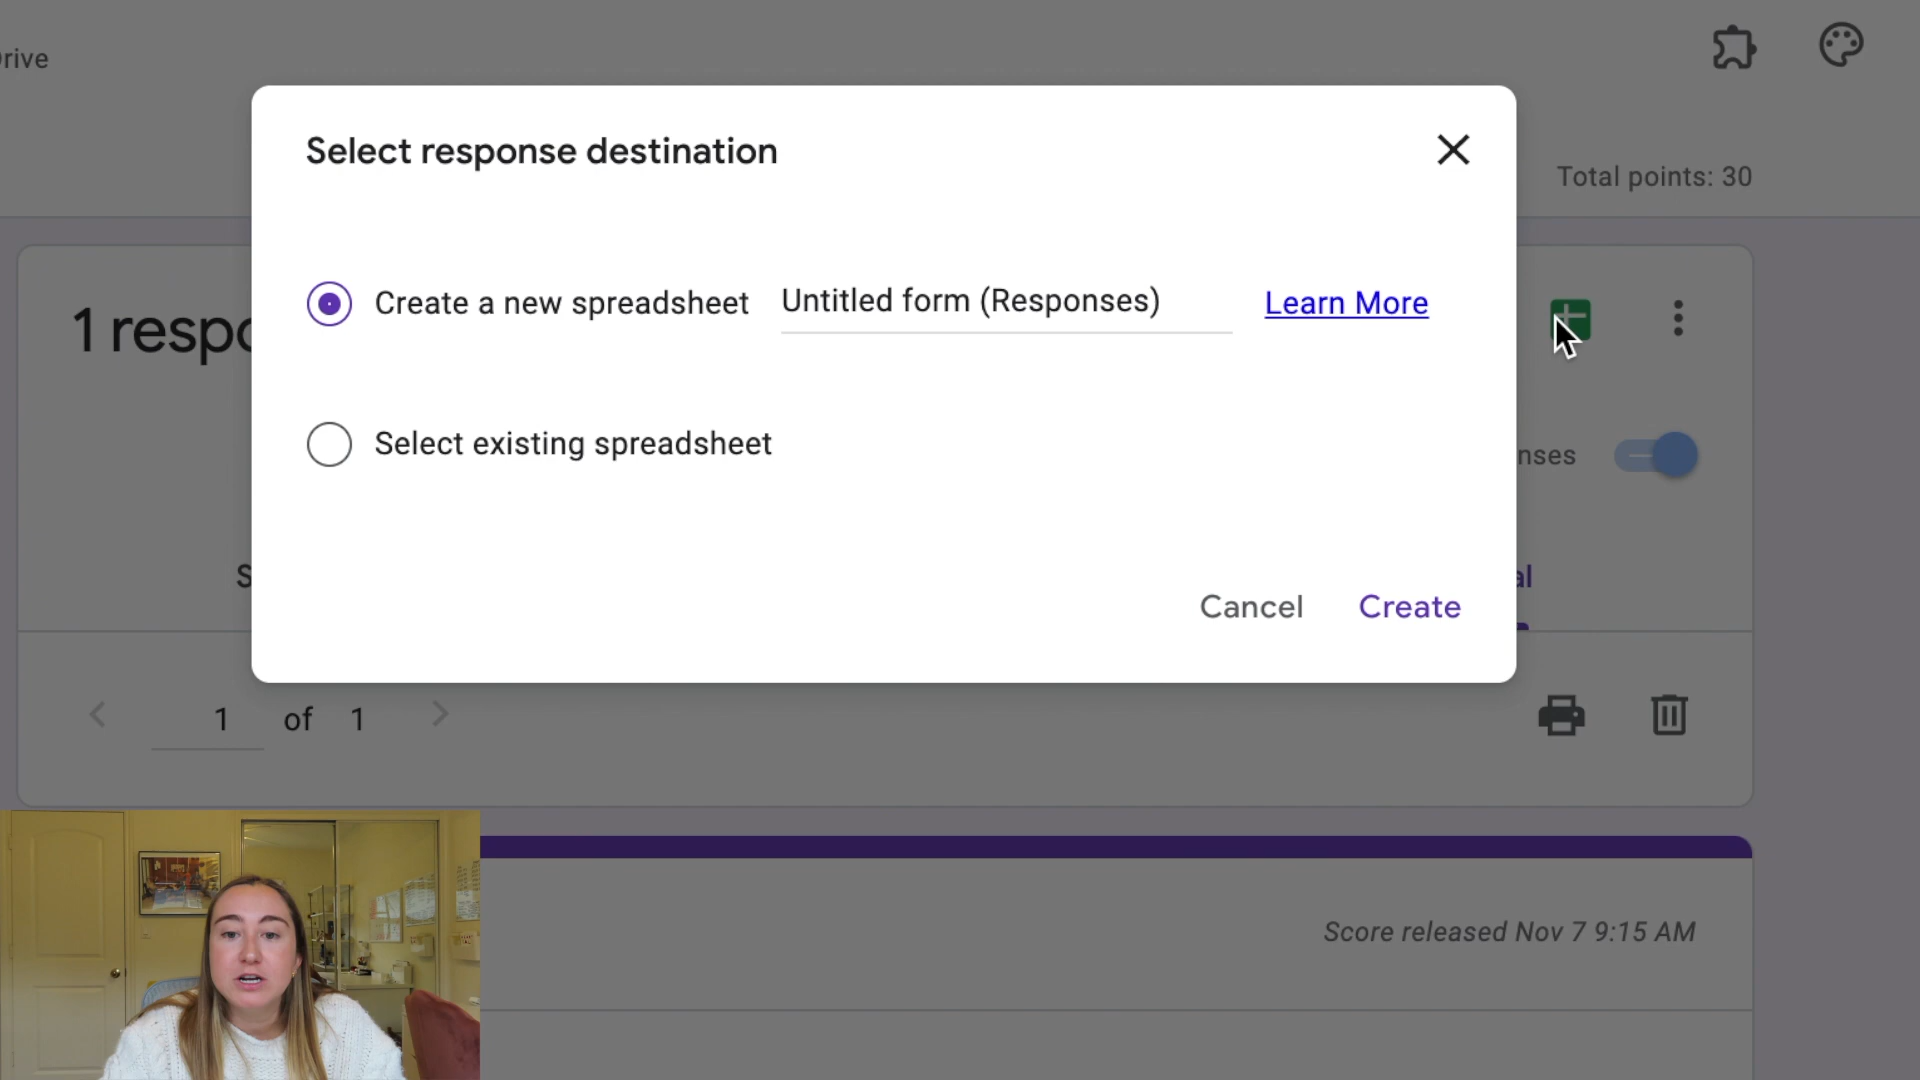 rive
Select response destination
Total points: 30
Create a new spreadsheet Untitled form (Responses) Learn More
1 respo
Select existing spreadsheet
nses
S
al
Cancel Create
1 of 1
Score released Nov 7 9:15 AM